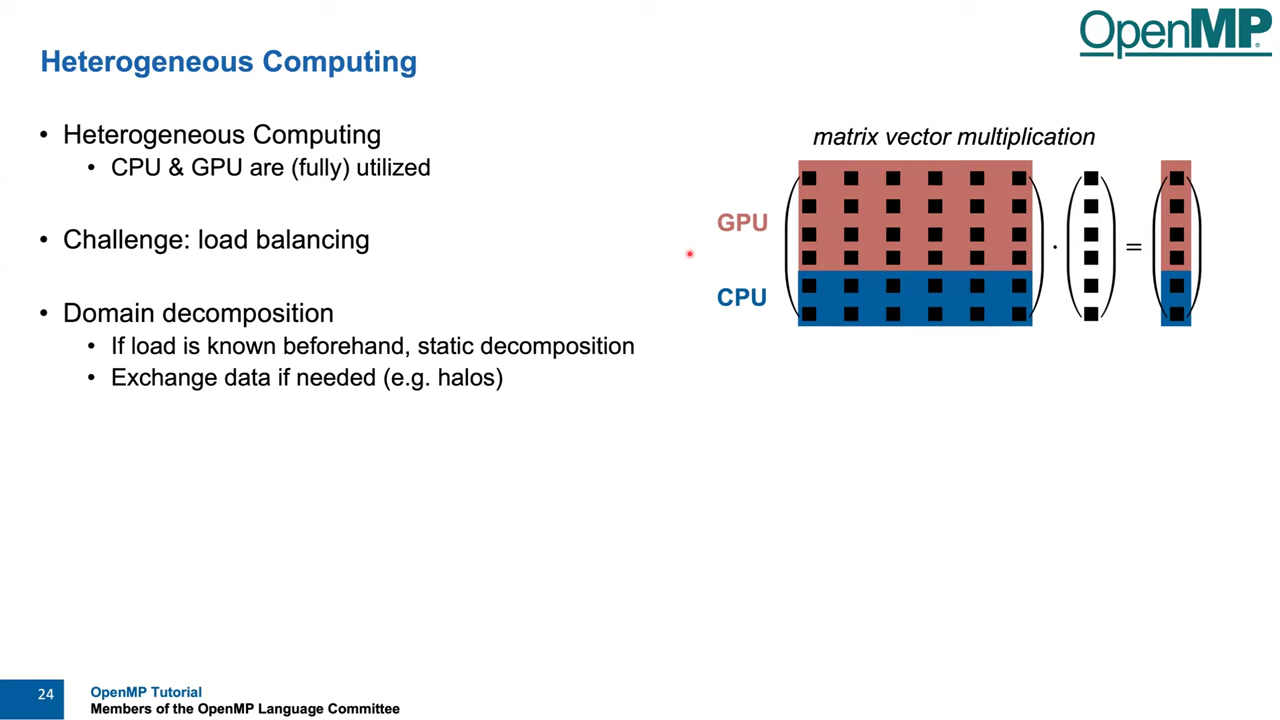 OpenMP®
Heterogeneous Computing
• Heterogeneous Computing
• CPU & GPU are (fully) utilized
• Challenge: load balancing
• Domain decomposition
• If load is known beforehand, static decomposition
• Exchange data if needed (e.g. halos)
matrix vector multiplication
GPU
CPU
· =
24
OpenMP Tutorial
Members of the OpenMP Language Committee